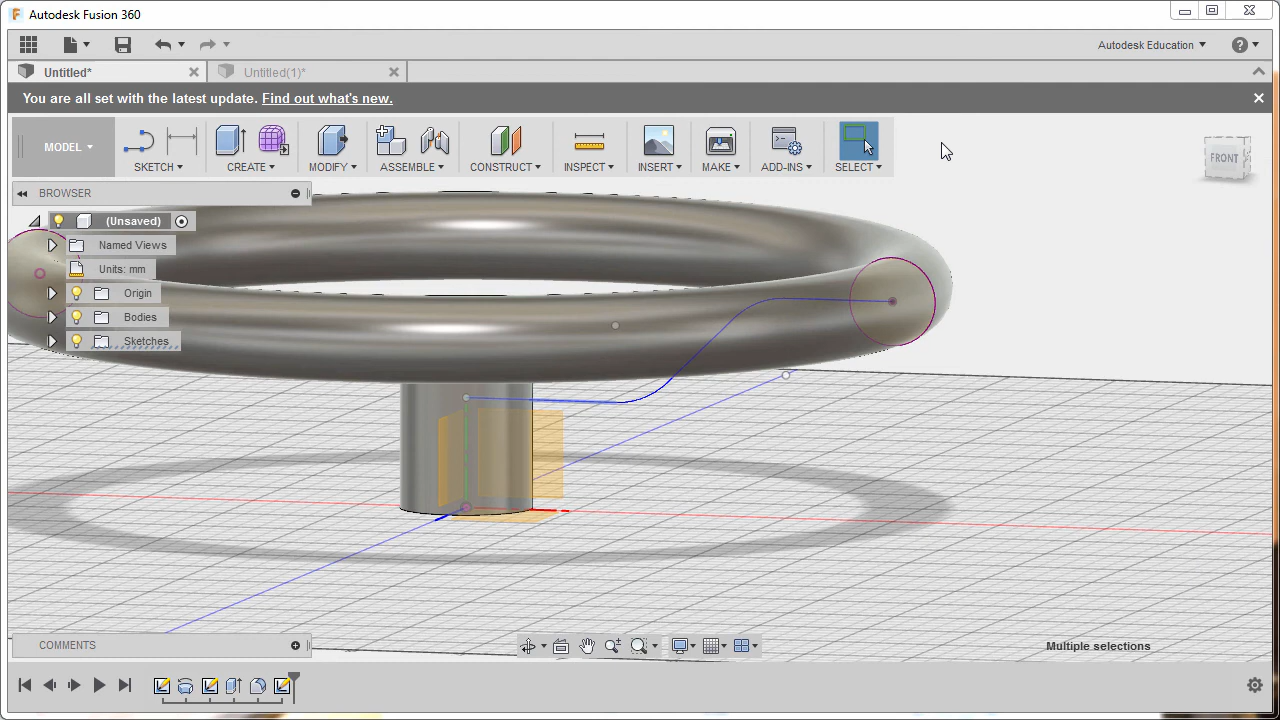 Autodesk Fusion 360
Autodesk Education
Untitled*
Untitled(1)*
You are all set with the latest update. Find out what's new.
MODEL
SKETCH
CREATE
MODIFY
ASSEMBLE
CONSTRUCT
INSPECT
INSERT
MAKE
ADD-INS
SELECT
FRONT
BROWSER
(Unsaved)
Named Views
Units: mm
Origin
Bodies
Sketches
COMMENTS
Multiple selections